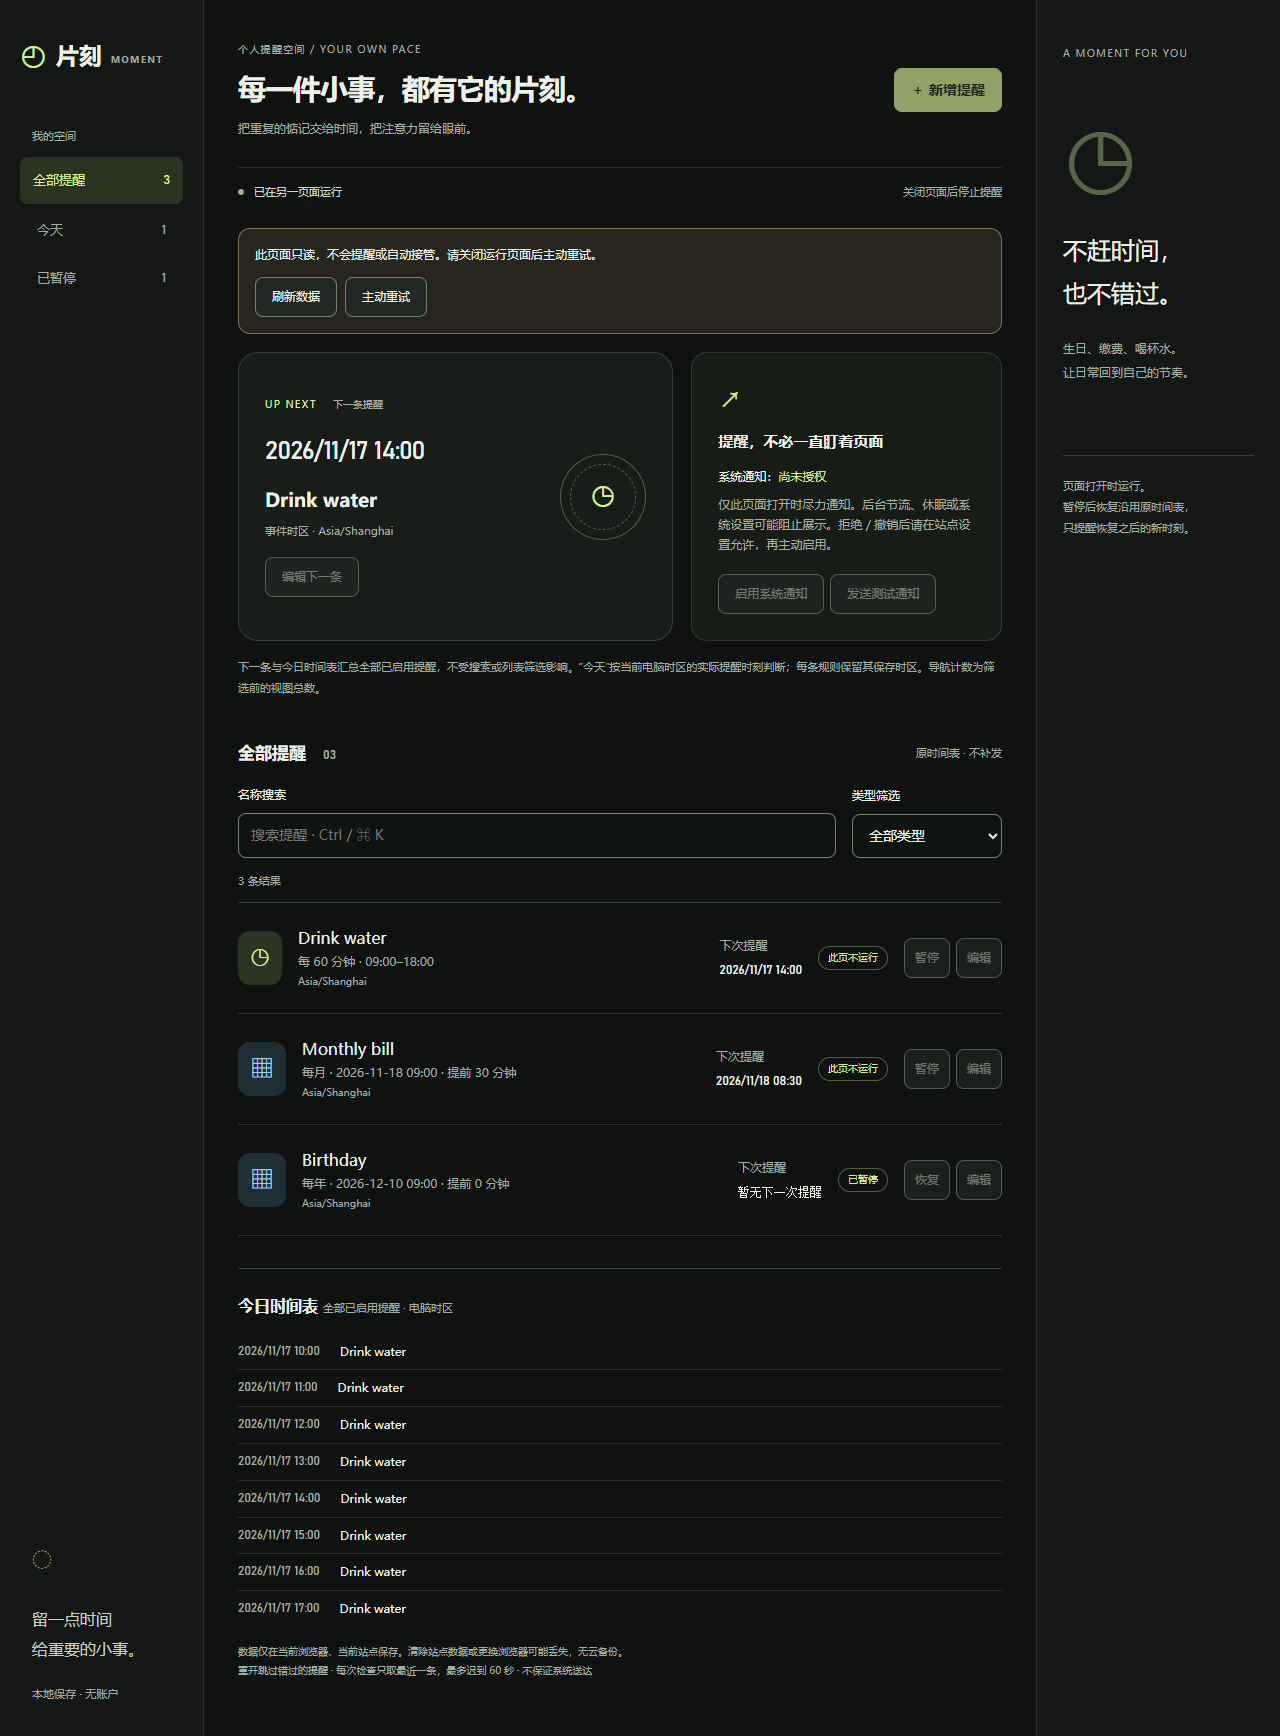 片刻 MOMENT
我的空间
全部提醒 3
今天 1
已暂停 1
留一点时间
给重要的小事。
本地保存 · 无账户
个人提醒空间 / YOUR OWN PACE
每一件小事，都有它的片刻。
把重复的惦记交给时间，把注意力留给眼前。
+ 新增提醒
已在另一页面运行
关闭页面后停止提醒
此页面只读，不会提醒或自动接管。请关闭运行页面后主动重试。
刷新数据 主动重试
UP NEXT 下一条提醒
2026/11/17 14:00
Drink water
事件时区 · Asia/Shanghai
编辑下一条
提醒，不必一直盯着页面
系统通知：尚未授权
仅此页面打开时尽力通知。后台节流、休眠或系
统设置可能阻止展示。拒绝 / 撤销后请在站点设
置允许，再主动启用。
启用系统通知 发送测试通知
下一条与今日时间表汇总全部已启用提醒，不受搜索或列表筛选影响。“今天”按当前电脑时区的实际提醒时刻判断；每条规则保留其保存时区。导航计数为筛
选前的视图总数。
全部提醒 03
原时间表 · 不补发
名称搜索
类型筛选
搜索提醒 · Ctrl / ⌘ K
全部类型
3 条结果
Drink water
每 60 分钟 · 09:00–18:00
Asia/Shanghai
下次提醒
2026/11/17 14:00
此页不运行
暂停 编辑
Monthly bill
每月 · 2026-11-18 09:00 · 提前 30 分钟
Asia/Shanghai
下次提醒
2026/11/18 08:30
此页不运行
暂停 编辑
Birthday
每年 · 2026-12-10 09:00 · 提前 0 分钟
Asia/Shanghai
下次提醒
暂无下一次提醒
已暂停
恢复 编辑
今日时间表 全部已启用提醒 · 电脑时区
2026/11/17 10:00 Drink water
2026/11/17 11:00 Drink water
2026/11/17 12:00 Drink water
2026/11/17 13:00 Drink water
2026/11/17 14:00 Drink water
2026/11/17 15:00 Drink water
2026/11/17 16:00 Drink water
2026/11/17 17:00 Drink water
数据仅在当前浏览器、当前站点保存。清除站点数据或更换浏览器可能丢失，无云备份。
重开跳过错过的提醒 · 每次检查只取最近一条，最多迟到 60 秒 · 不保证系统送达
A MOMENT FOR YOU
不赶时间，
也不错过。
生日、缴费、喝杯水。
让日常回到自己的节奏。
页面打开时运行。
暂停后恢复沿用原时间表，
只提醒恢复之后的新时刻。